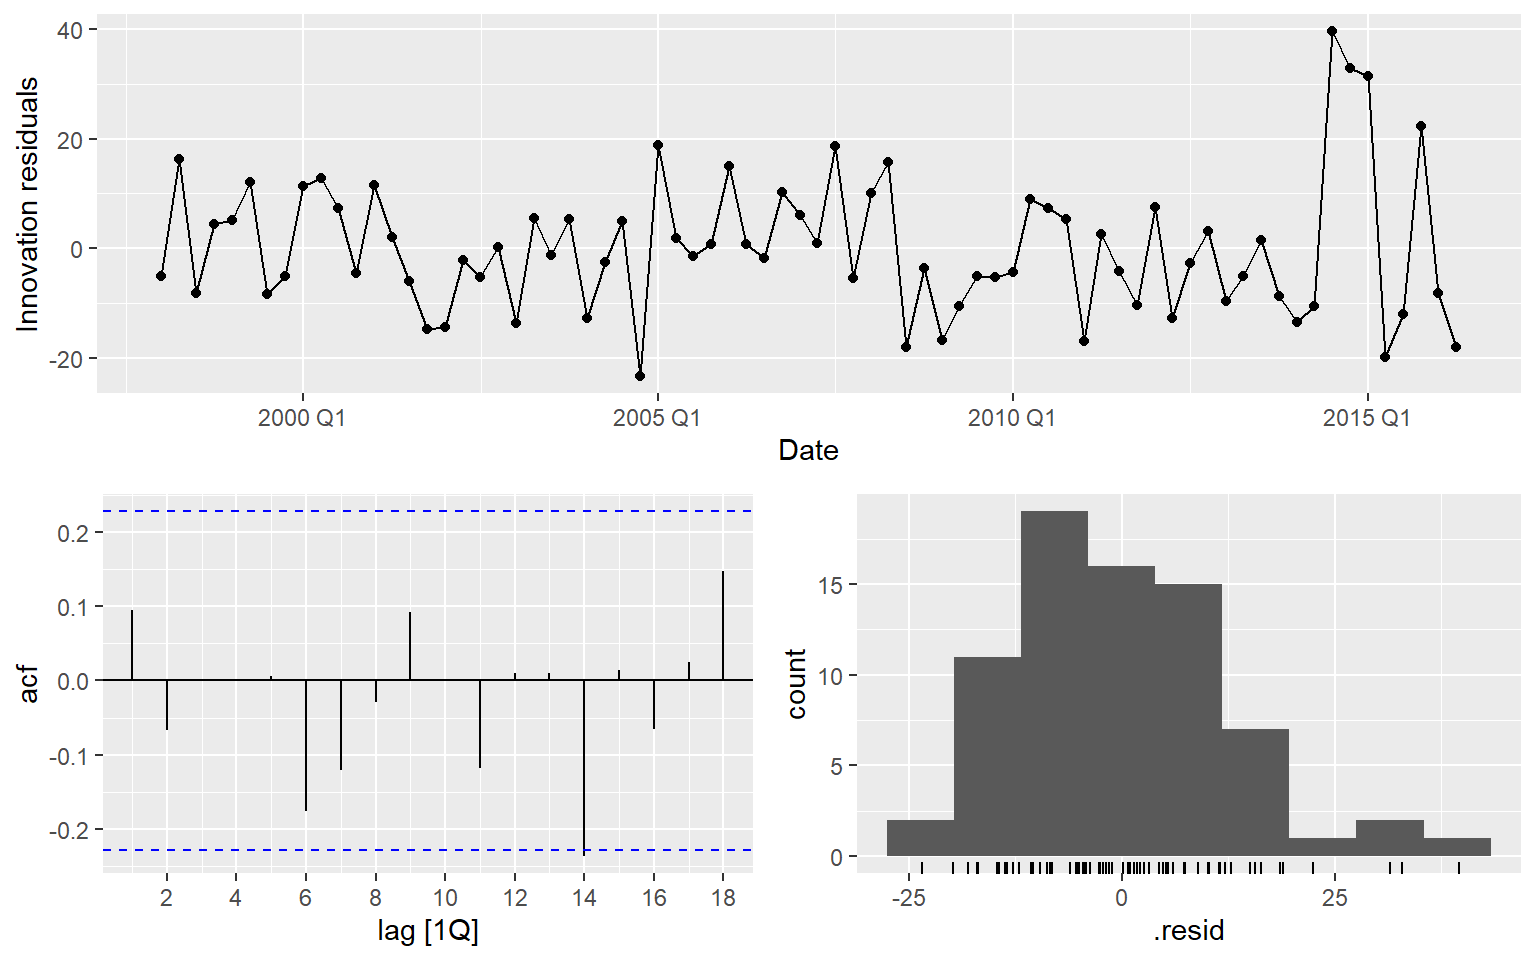 Innovation residuals
40
20
0
-20
2000 Q1 2005 Q1 2010 Q1 2015 Q1
Date
acf
0.2
0.1
0.0
-0.1
-0.2
2 4 6 8 10 12 14 16 18
lag [1Q]
count
15
10
5
0
-25 0 25
.resid